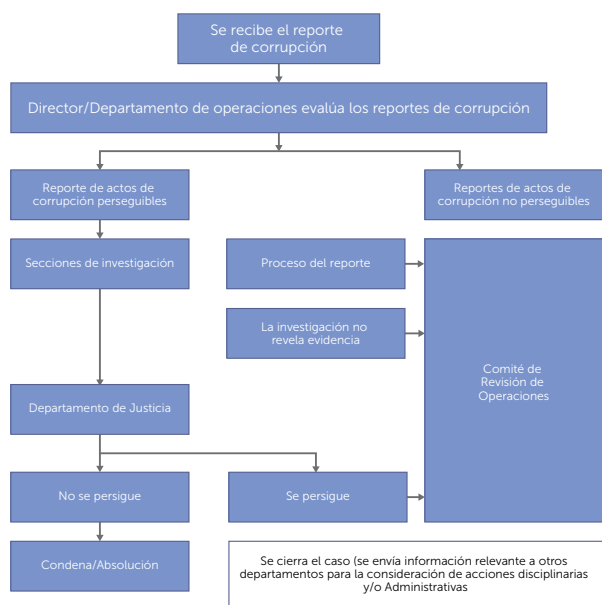 Se recibe el reporte
de corrupción
Director/Departamento de operaciones evalúa los reportes de corrupción
Reporte de actos de
corrupción perseguibles
Reportes de actos de
corrupción no perseguibles
Secciones de investigación
Proceso del reporte
La investigación no
revela evidencia
Comité de
Revisión de
Operaciones
Departamento de Justicia
No se persigue
Se persigue
Condena/Absolución
Se cierra el caso (se envía información relevante a otros
departamentos para la consideración de acciones disciplinarias
y/o Administrativas